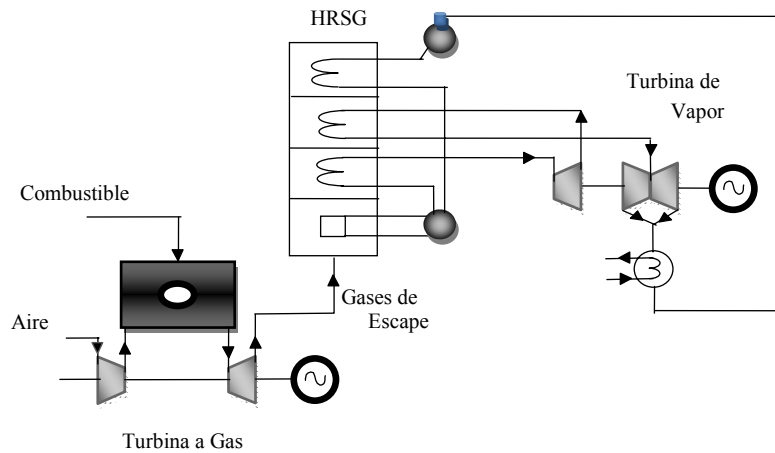 HRSG
Turbina de
Vapor
Combustible
Gases de
Escape
Aire
Turbina a Gas